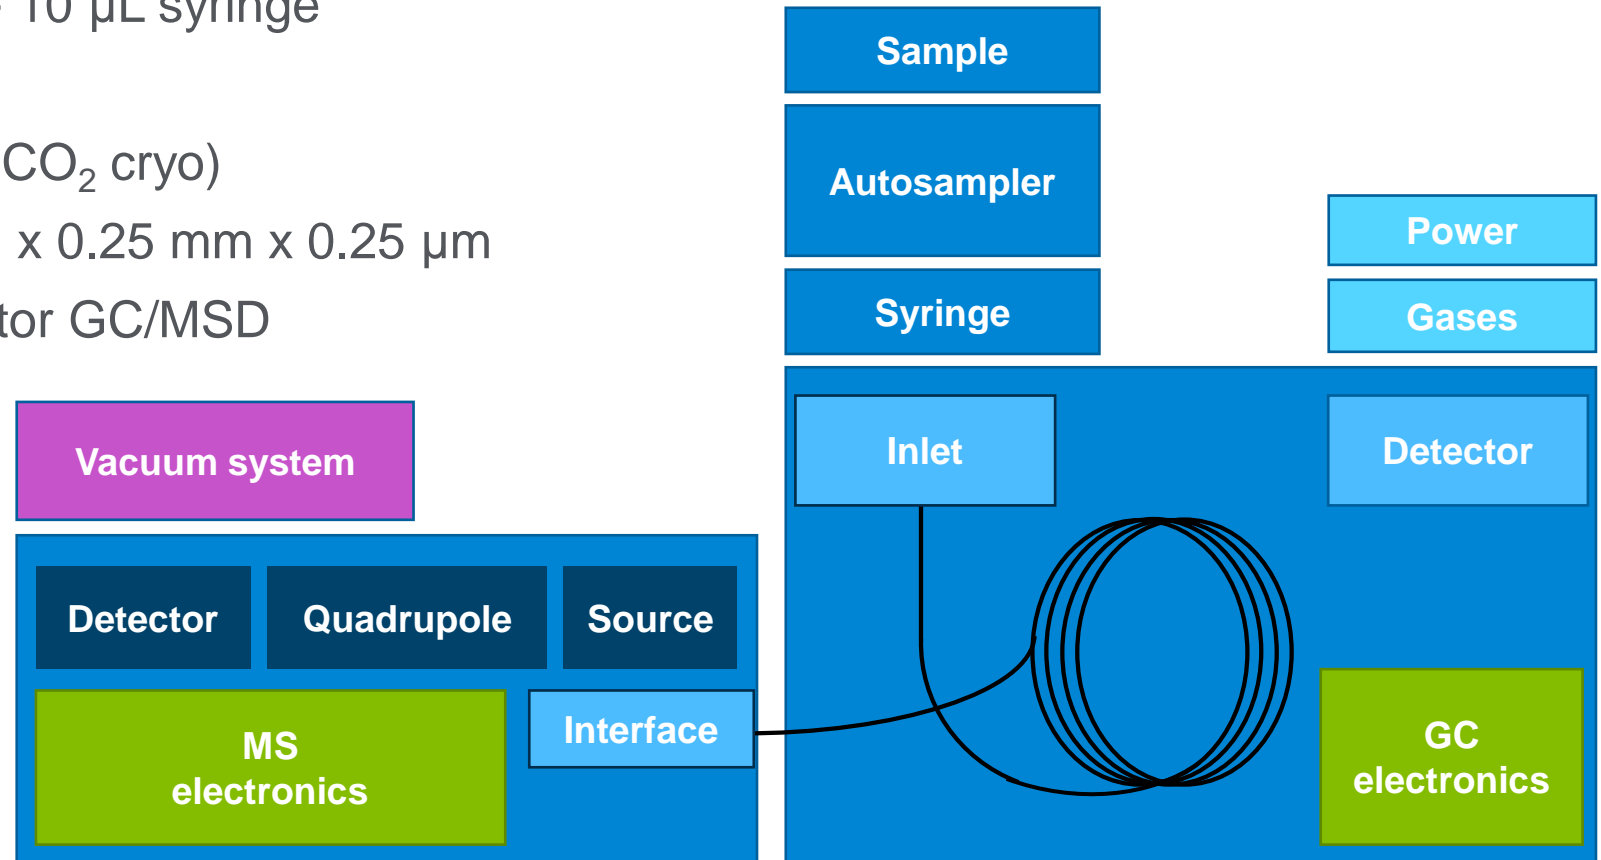 10 µL syringe
CO₂ cryo)
x 0.25 mm x 0.25 µm
tor GC/MSD
Sample
Autosampler
Syringe
Power
Gases
Inlet
Detector
Vacuum system
Detector
Quadrupole
Source
MS
electronics
Interface
GC
electronics